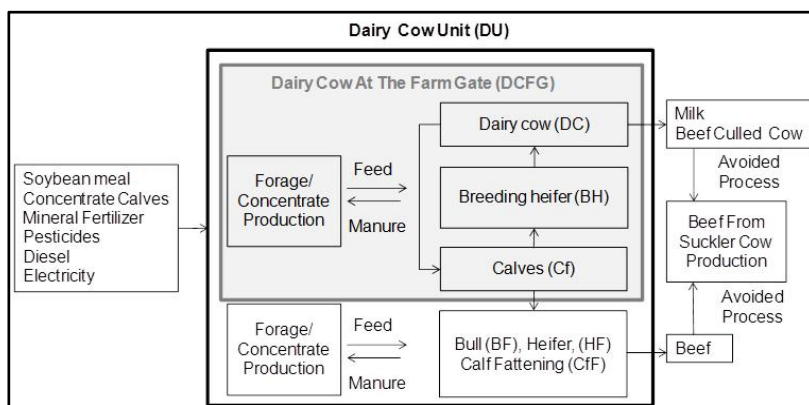 Dairy Cow Unit (DU)
Dairy Cow At The Farm Gate (DCFG)
Soybean meal
Concentrate Calves
Mineral Fertilizer
Pesticides
Diesel
Electricity
Forage/
Concentrate
Production
Feed
Manure
Dairy cow (DC)
Breeding heifer (BH)
Calves (Cf)
Milk
Beef Culled Cow
Avoided
Process
Beef From
Suckler Cow
Production
Avoided
Process
Forage/
Concentrate
Production
Feed
Manure
Bull (BF), Heifer, (HF)
Calf Fattening (CfF)
Beef